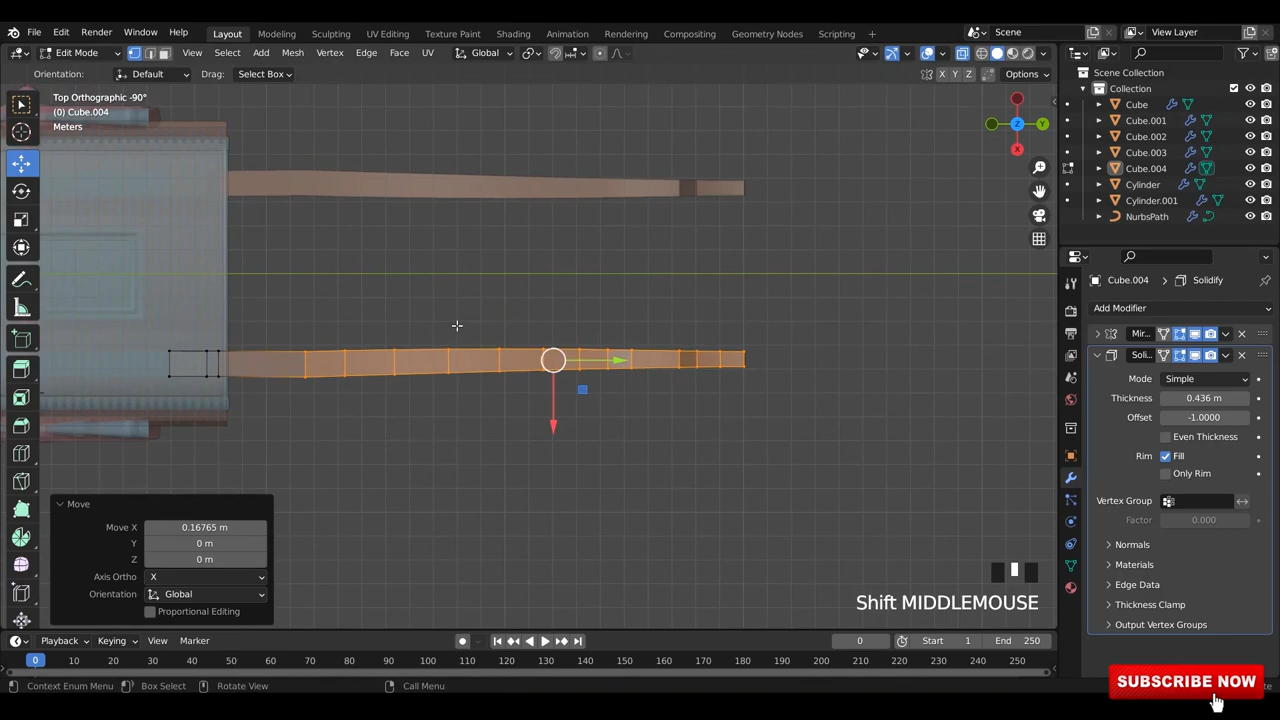 File Edit Render Window Help Layout Modeling Sculpting UV Editing Texture Paint Shading Animation Rendering Compositing Geometry Nodes Scripting + Scene View Layer
Edit Mode View Select Add Mesh Vertex Edge Face UV Global
Orientation: Default Drag: Select Box X Y Z Options
Top Orthographic -90°
(0) Cube.004
Meters
Z Y X
Scene Collection
Collection
Cube
Cube.001
Cube.002
Cube.003
Cube.004
Cylinder
Cylinder.001
NurbsPath
Cube.004 > Solidify
Add Modifier
Mir..
Soli..
Mode Simple
Thickness 0.436 m
Offset -1.0000
Even Thickness
Rim Fill
Only Rim
Vertex Group
Factor 0.000
Normals
Materials
Edge Data
Thickness Clamp
Output Vertex Groups
Move
Move X 0.16765 m
Y 0 m
Z 0 m
Axis Ortho X
Orientation Global
Proportional Editing
Shift MIDDLEMOUSE
Playback Keying View Marker 0 Start 1 End 250
0 10 20 30 40 50 60 70 80 90 100 110 120 130 140 150 160 170 180 190 200 210 220 230 240 250
Context Enum Menu Box Select Rotate View Call Menu
SUBSCRIBE NOW